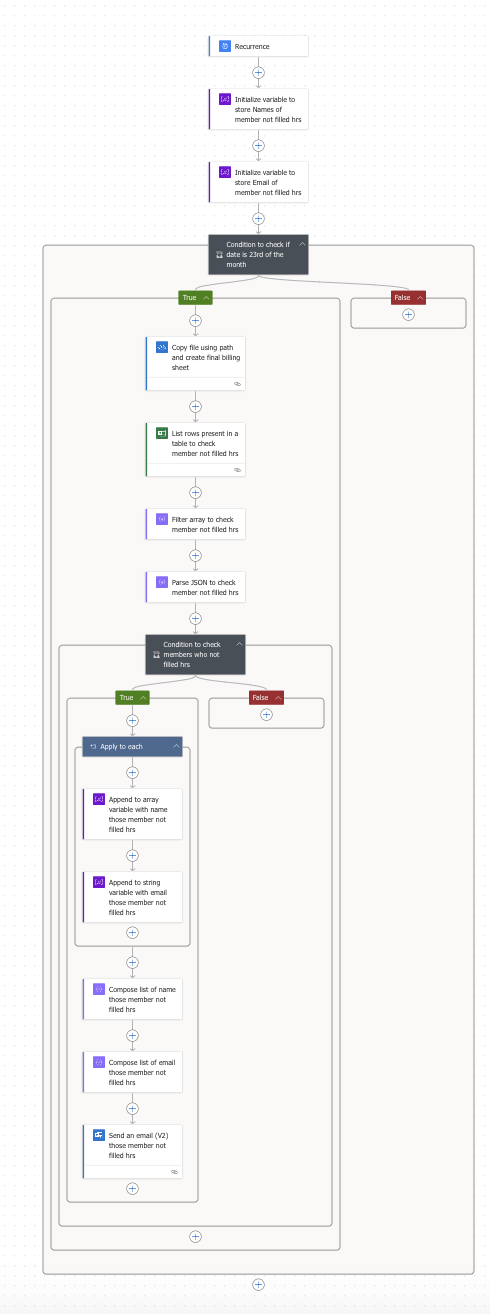 Recurrence
Initialize variable to
store Names of
member not filled hrs
Initialize variable to
store Email of
member not filled hrs
Condition to check if
date is 23rd of the
month
True
False
Copy file using path
and create final billing
sheet
List rows present in a
table to check
member not filled hrs
Filter array to check
member not filled hrs
Parse JSON to check
member not filled hrs
Condition to check
members who not
filled hrs
True
False
Apply to each
Append to array
variable with name
those member not
filled hrs
Append to string
variable with email
those member not
filled hrs
Compose list of name
those member not
filled hrs
Compose list of email
those member not
filled hrs
Send an email (V2)
those member not
filled hrs